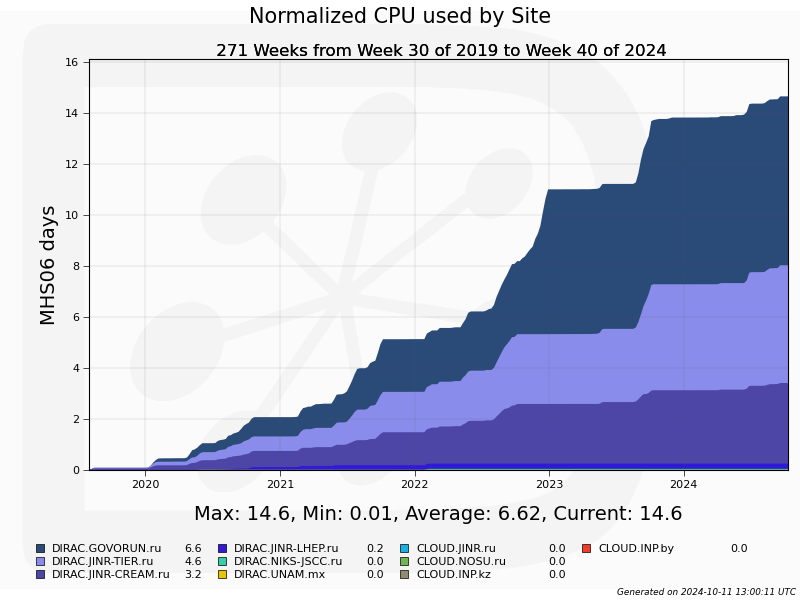 Normalized CPU used by Site
271 Weeks from Week 30 of 2019 to Week 40 of 2024
16
14
12
10
8
6
4
2
0
MHS06 days
2020 2021 2022 2023 2024
Max: 14.6, Min: 0.01, Average: 6.62, Current: 14.6
DIRAC.GOVORUN.ru 6.6 DIRAC.JINR-LHEP.ru 0.2 CLOUD.JINR.ru 0.0 CLOUD.INP.by 0.0
DIRAC.JINR-TIER.ru 4.6 DIRAC.NIKS-JSCC.ru 0.0 CLOUD.NOSU.ru 0.0
DIRAC.JINR-CREAM.ru 3.2 DIRAC.UNAM.mx 0.0 CLOUD.INP.kz 0.0
Generated on 2024-10-11 13:00:11 UTC